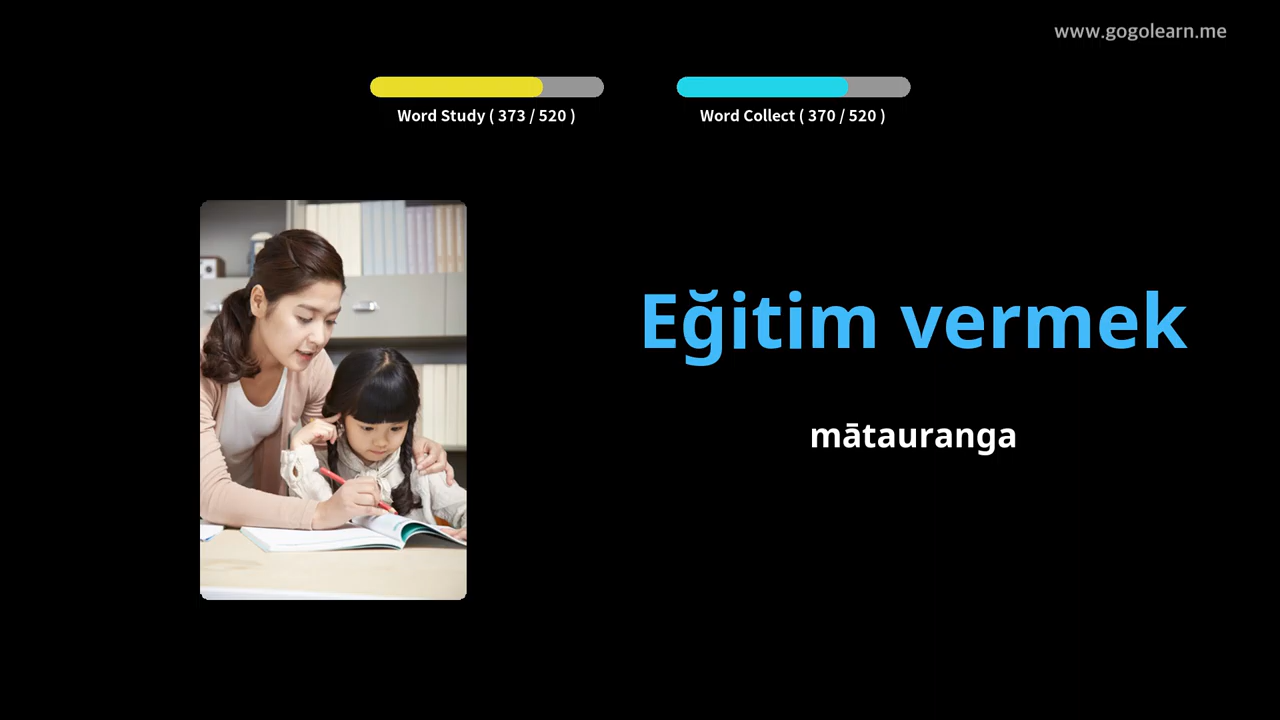 www.gogolearn.me
Word Study ( 373 / 520 )
Word Collect ( 370 / 520 )
Eğitim vermek
mātauranga